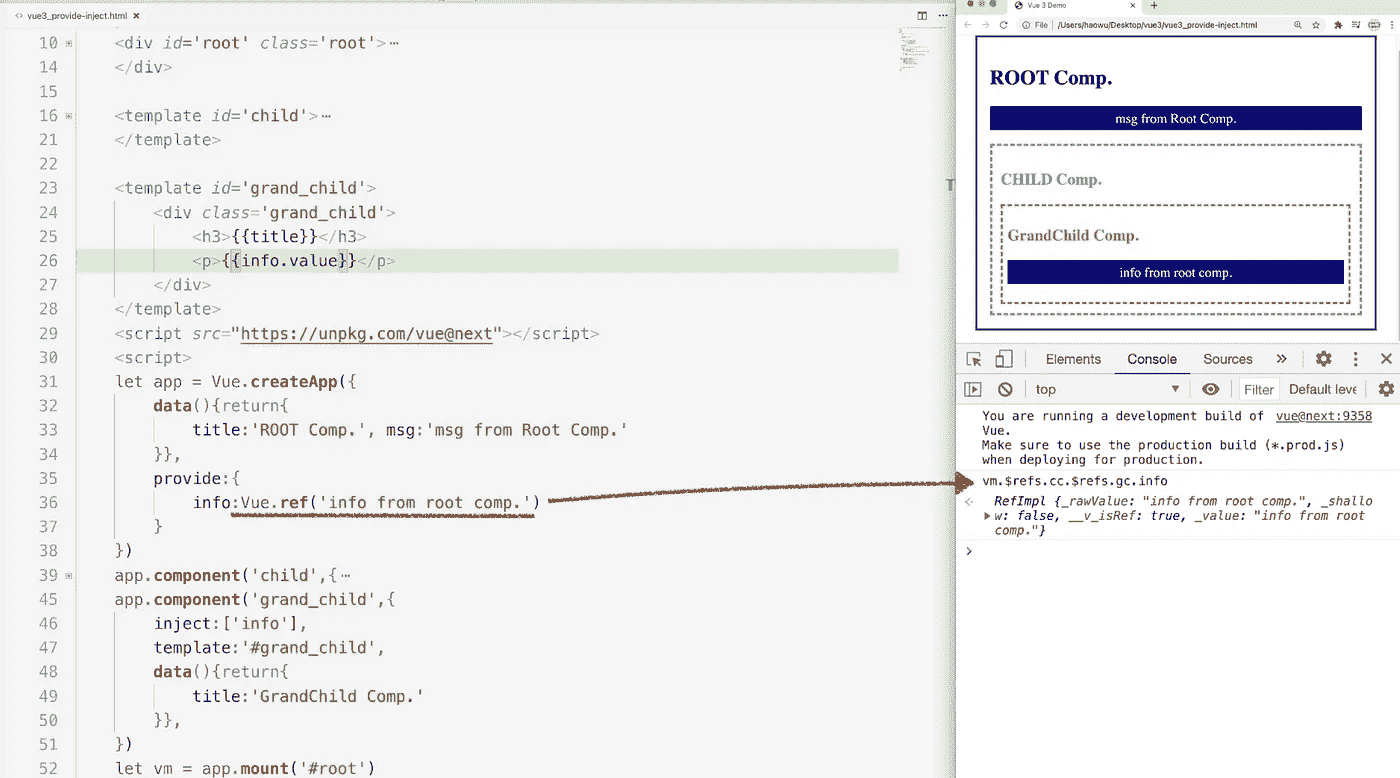 vue3_provide-inject.html
10 <div id='root' class='root'>…
14 </div>
15
16 <template id='child'>…
21 </template>
22
23 <template id='grand_child'>
24 <div class='grand_child'>
25 <h3>{{title}}</h3>
26 <p>{{info.value}}</p>
27 </div>
28 </template>
29 <script src="https://unpkg.com/vue@next"></script>
30 <script>
31 let app = Vue.createApp({
32 data(){return{
33 title:'ROOT Comp.', msg:'msg from Root Comp.'
34 }},
35 provide:{
36 info:Vue.ref('info from root comp.')
37 }
38 })
39 app.component('child',{…
45 app.component('grand_child',{
46 inject:['info'],
47 template:'#grand_child',
48 data(){return{
49 title:'GrandChild Comp.'
50 }},
51 })
52 let vm = app.mount('#root')
T
Vue 3 Demo
File /Users/haowu/Desktop/vue3/vue3_provide-inject.html
ROOT Comp.
msg from Root Comp.
CHILD Comp.
GrandChild Comp.
info from root comp.
Elements Console Sources »
top Filter Default leve
You are running a development build of vue@next:9358
Vue.
Make sure to use the production build (*.prod.js)
when deploying for production.
vm.$refs.cc.$refs.gc.info
RefImpl {_rawValue: "info from root comp.", _shallo
w: false, __v_isRef: true, _value: "info from root
comp."}